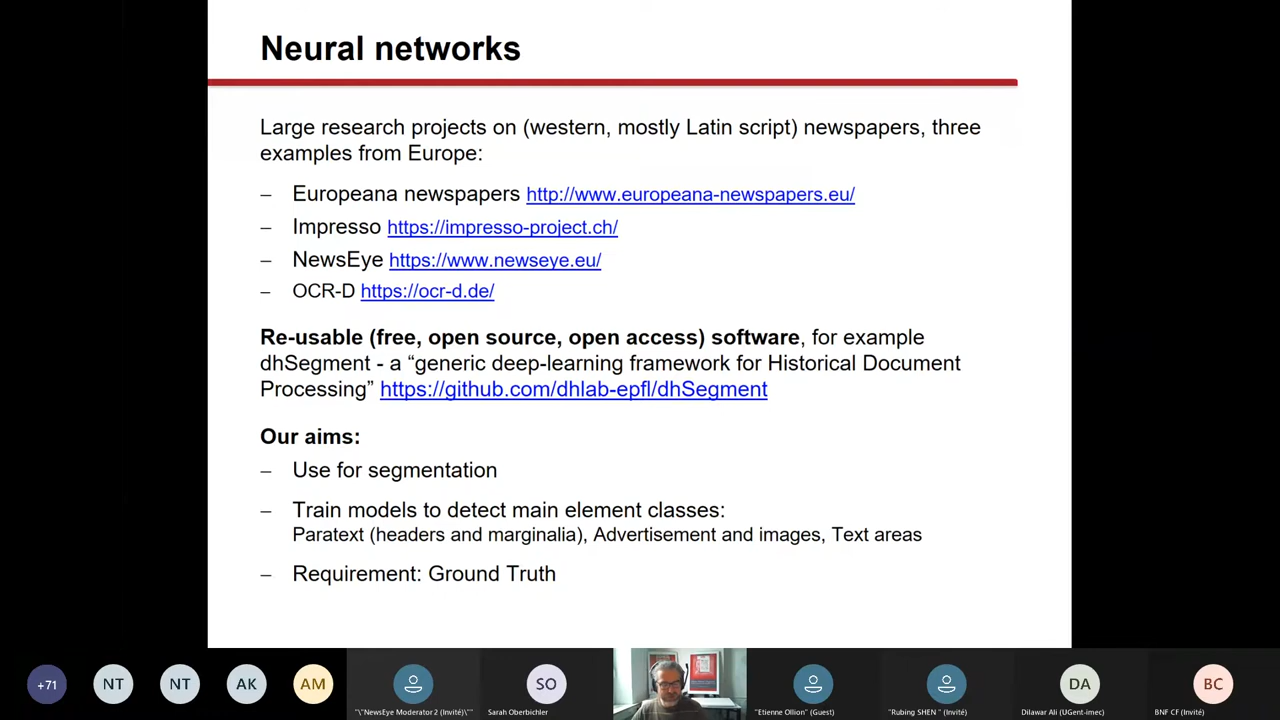 Neural networks
Large research projects on (western, mostly Latin script) newspapers, three
examples from Europe:
– Europeana newspapers http://www.europeana-newspapers.eu/
– Impresso https://impresso-project.ch/
– NewsEye https://www.newseye.eu/
– OCR-D https://ocr-d.de/
Re-usable (free, open source, open access) software, for example
dhSegment - a “generic deep-learning framework for Historical Document
Processing” https://github.com/dhlab-epfl/dhSegment
Our aims:
– Use for segmentation
– Train models to detect main element classes:
Paratext (headers and marginalia), Advertisement and images, Text areas
– Requirement: Ground Truth
+71 NT NT AK AM SO DA BC
"\"NewsEye Moderator 2 (Invité)\"" Sarah Oberbichler "Etienne Ollion" (Guest) "Rubing SHEN " (Invité) Dilawar Ali (UGent-imec) BNF CF (Invité)